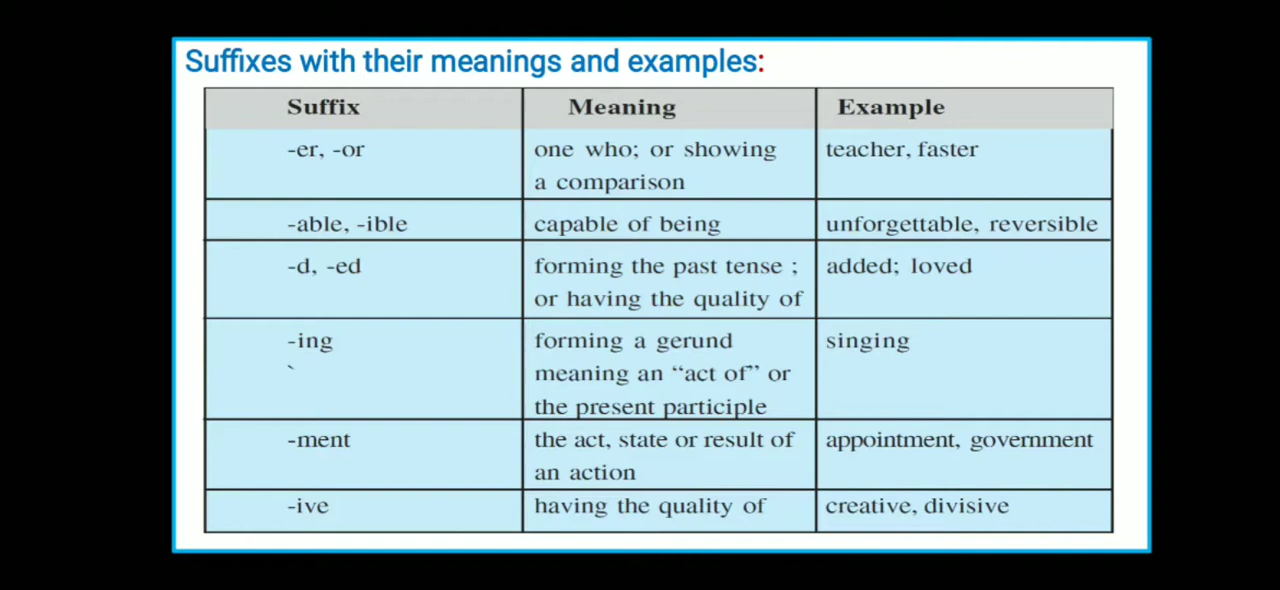 Suffixes with their meanings and examples:
Suffix Meaning Example
-er, -or one who; or showing teacher, faster
a comparison
-able, -ible capable of being unforgettable, reversible
-d, -ed forming the past tense ; added; loved
or having the quality of
-ing forming a gerund singing
` meaning an “act of” or
the present participle
-ment the act, state or result of appointment, government
an action
-ive having the quality of creative, divisive